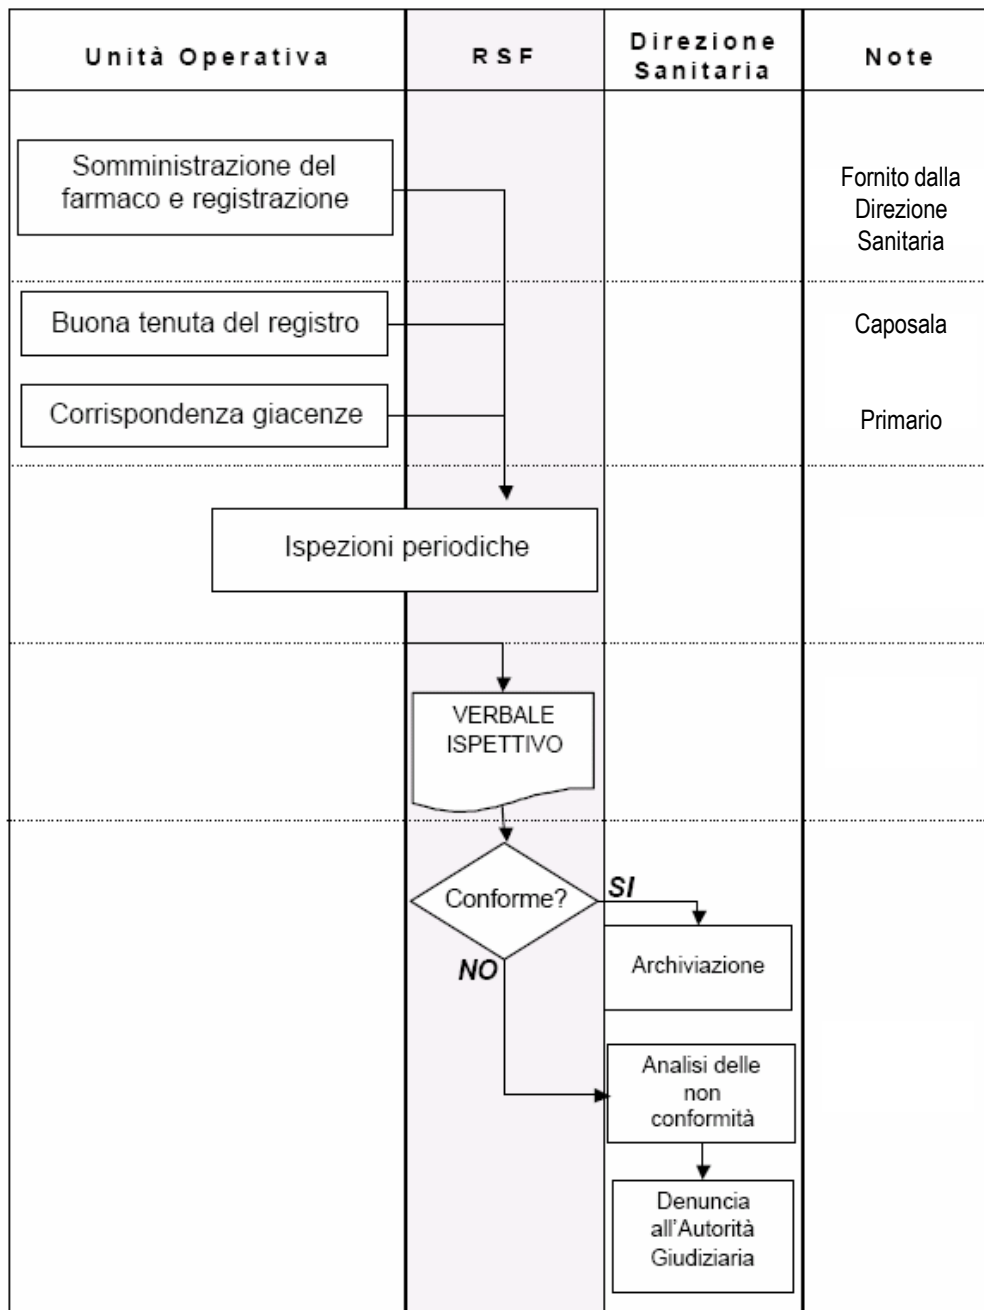 Unità Operativa
RSF
Direzione
Sanitaria
Note
Somministrazione del
farmaco e registrazione
Fornito dalla
Direzione
Sanitaria
Buona tenuta del registro
Caposala
Corrispondenza giacenze
Primario
Ispezioni periodiche
VERBALE
ISPETTIVO
Conforme?
SI
NO
Archiviazione
Analisi delle
non
conformità
Denuncia
all'Autorità
Giudiziaria